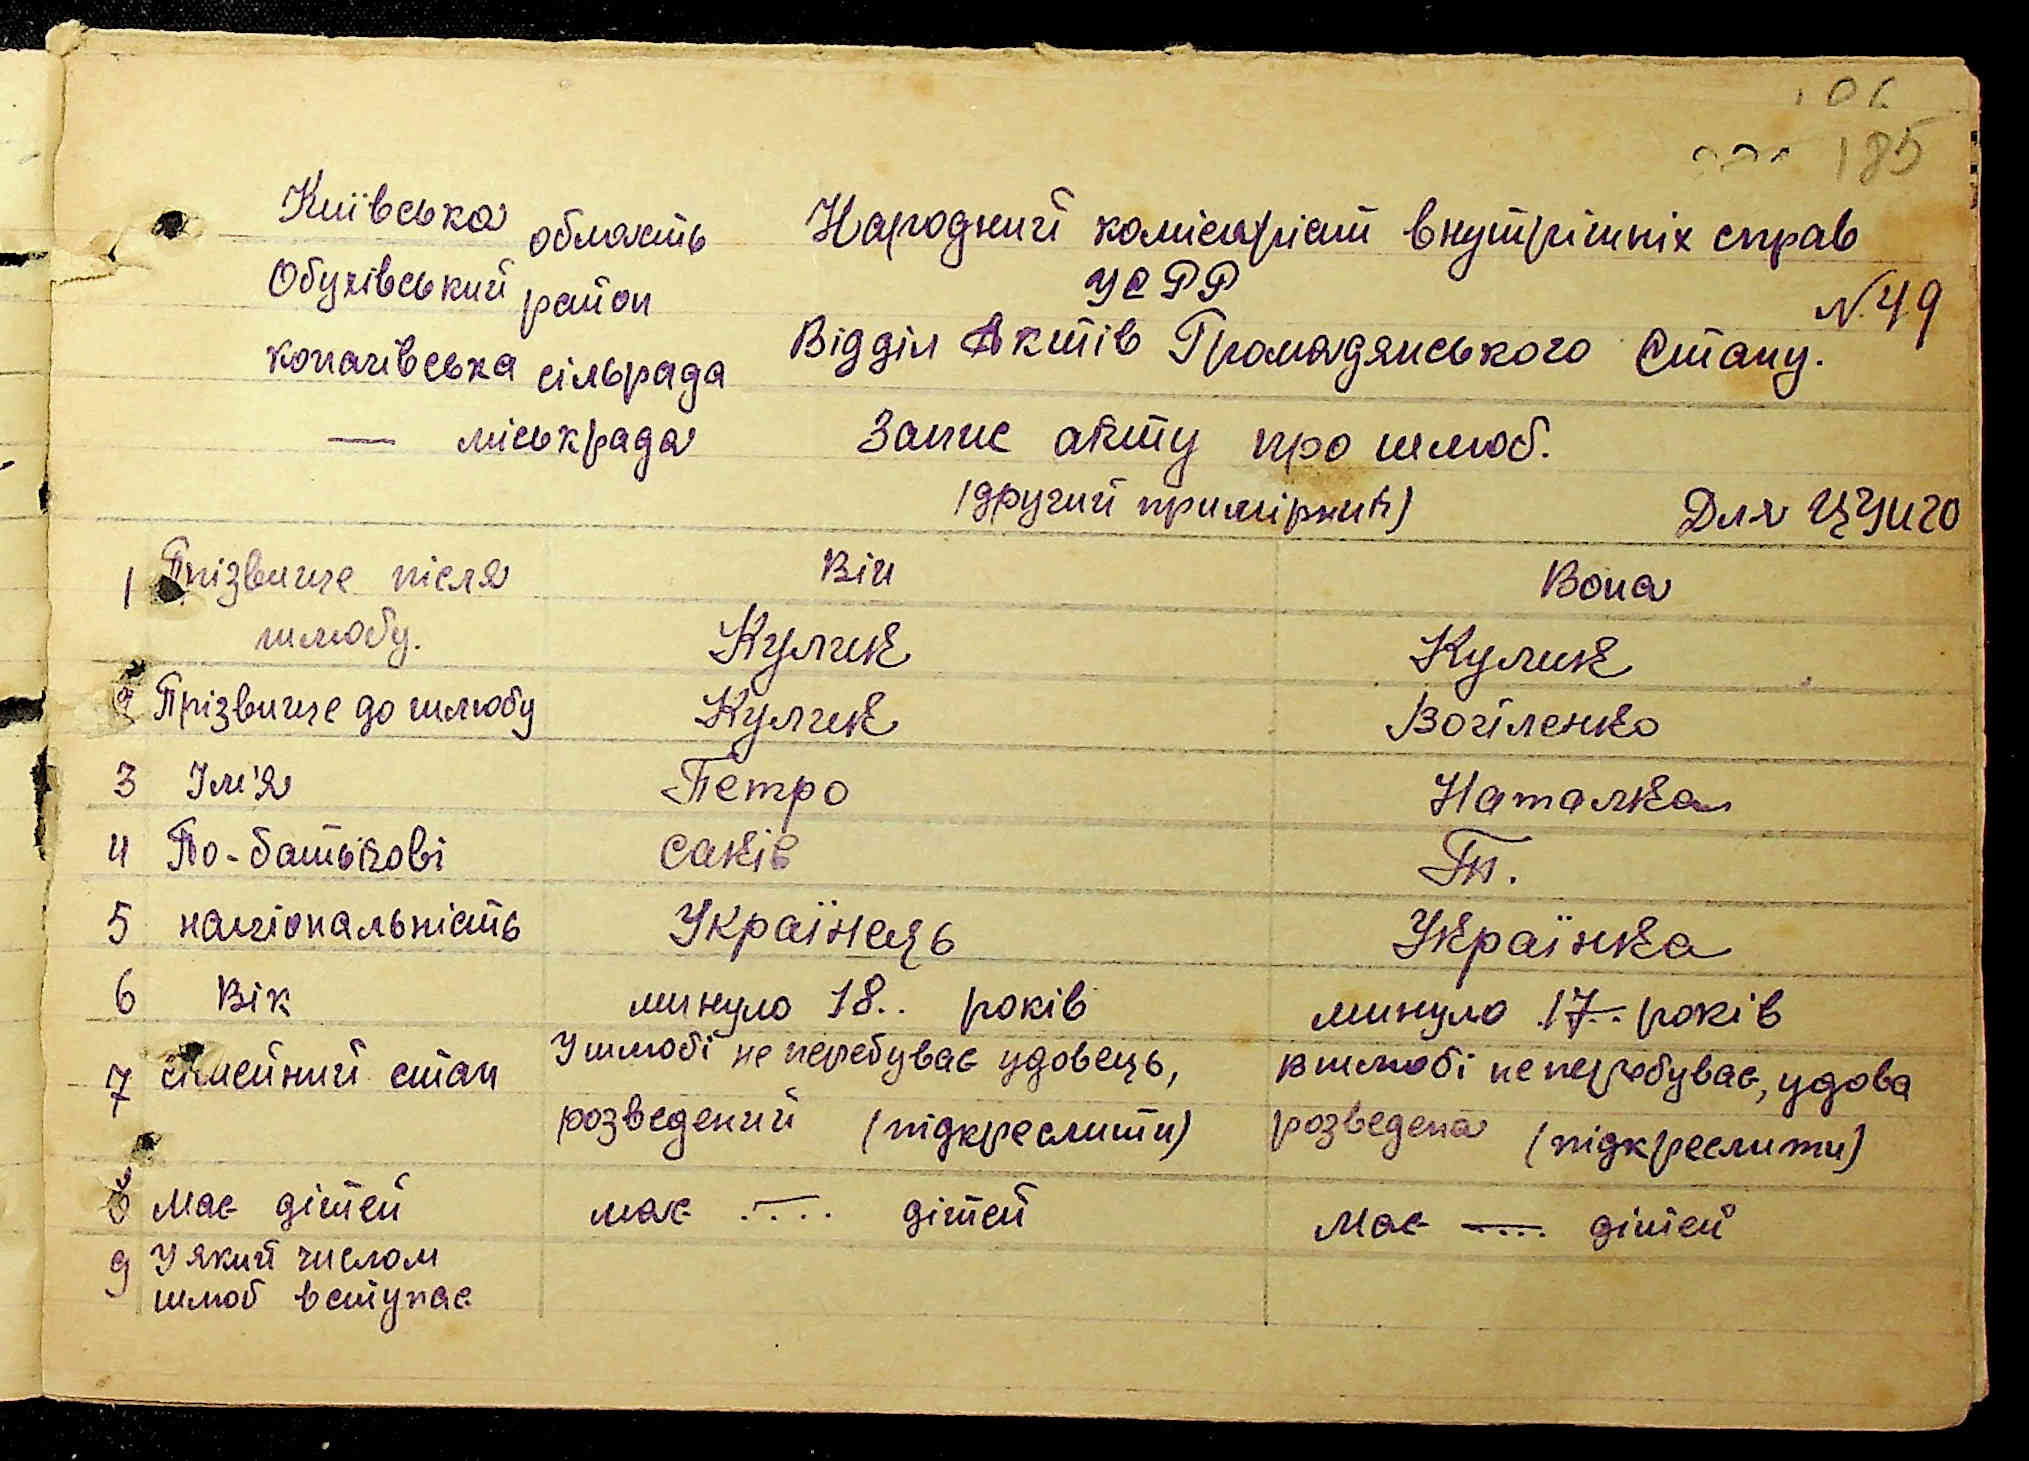 185
Київська область
Обухівський район
копачівська сільрада
— міськрада
Народний комісаріат внутрішніх справ
УСРР
N 49
Відділ Актів Громадянського Стану.
Запис акту про шлюб.
(другий примірник)
Для ЦУНГО
1 Прізвище після шлюбу.
Він
Вона
Кулик
Кулик
2 Прізвище до шлюбу
Кулик
Вогіленко
3 Ім'я
Петро
Наталка
4 По-батькові
саків
Гн.
5 національність
Українець
Українка
6 Вік
минуло 18.. років
минуло 17.. років
7 сімейний стан
У шлюбі не перебуває удовець,
розведений (підкреслити)
в шлюбі не перебуває, удова
розведена (підкреслити)
8 Має дітей
має .—... дітей
Має —.... дітей
9 У який числом
шлюб вступає